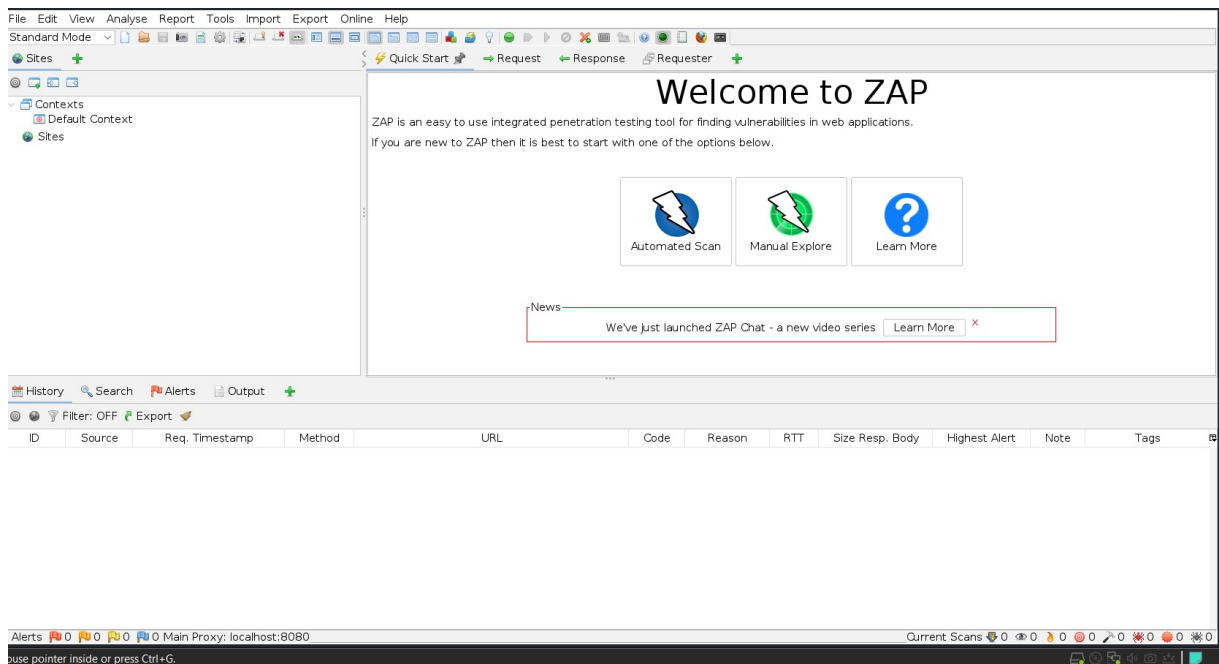 File Edit View Analyse Report Tools Import Export Online Help
Standard Mode
Sites
Quick Start Request Response Requester
Contexts
Default Context
Sites
Welcome to ZAP
ZAP is an easy to use integrated penetration testing tool for finding vulnerabilities in web applications.
If you are new to ZAP then it is best to start with one of the options below.
Automated Scan Manual Explore Learn More
News
We've just launched ZAP Chat - a new video series Learn More
History Search Alerts Output
Filter: OFF Export
ID Source Req. Timestamp Method URL Code Reason RTT Size Resp. Body Highest Alert Note Tags
Alerts 0 0 0 0 Main Proxy: localhost:8080 Current Scans 0 0 0 0 0 0 0 0
pointer inside or press Ctrl+G.